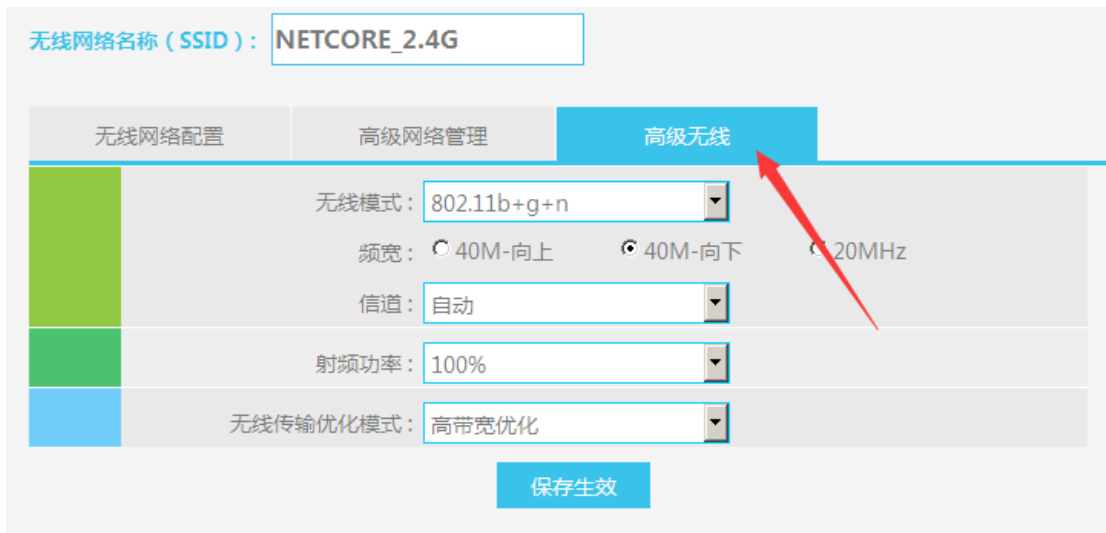 无线网络名称（SSID）: NETCORE_2.4G
无线网络配置 高级网络管理 高级无线
无线模式： 802.11b+g+n
频宽： 40M-向上 40M-向下 20MHz
信道： 自动
射频功率： 100%
无线传输优化模式： 高带宽优化
保存生效